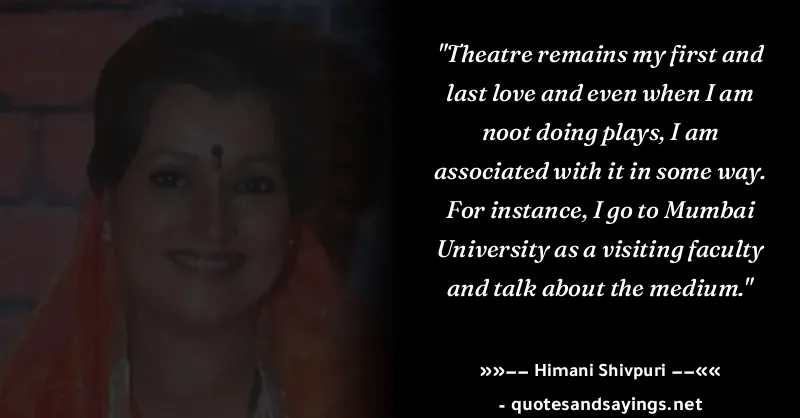 "Theatre remains my first and
last love and even when I am
noot doing plays, I am
associated with it in some way.
For instance, I go to Mumbai
University as a visiting faculty
and talk about the medium."
»»−− Himani Shivpuri −−««
- quotesandsayings.net